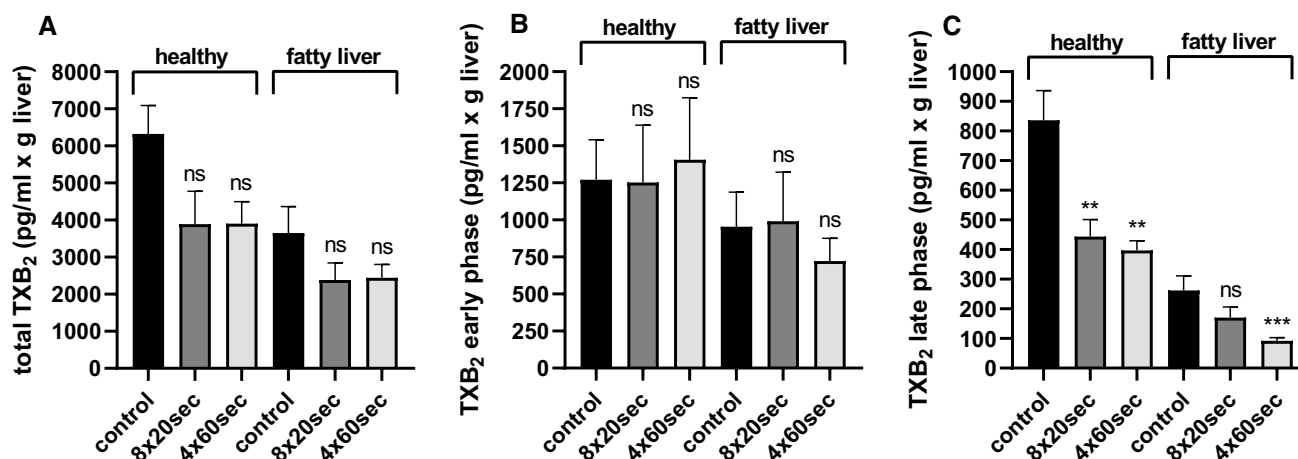 A
healthy
fatty liver
total TXB2 (pg/ml x g liver)
8000
7000
6000
5000
4000
3000
2000
1000
0
ns
ns
ns
ns
control
8x20sec
4x60sec
control
8x20sec
4x60sec
B
healthy
fatty liver
TXB2 early phase (pg/ml x g liver)
2000
1750
1500
1250
1000
750
500
250
0
ns
ns
ns
ns
control
8x20sec
4x60sec
control
8x20sec
4x60sec
C
healthy
fatty liver
TXB2 late phase (pg/ml x g liver)
1000
900
800
700
600
500
400
300
200
100
0
**
**
ns
***
control
8x20sec
4x60sec
control
8x20sec
4x60sec